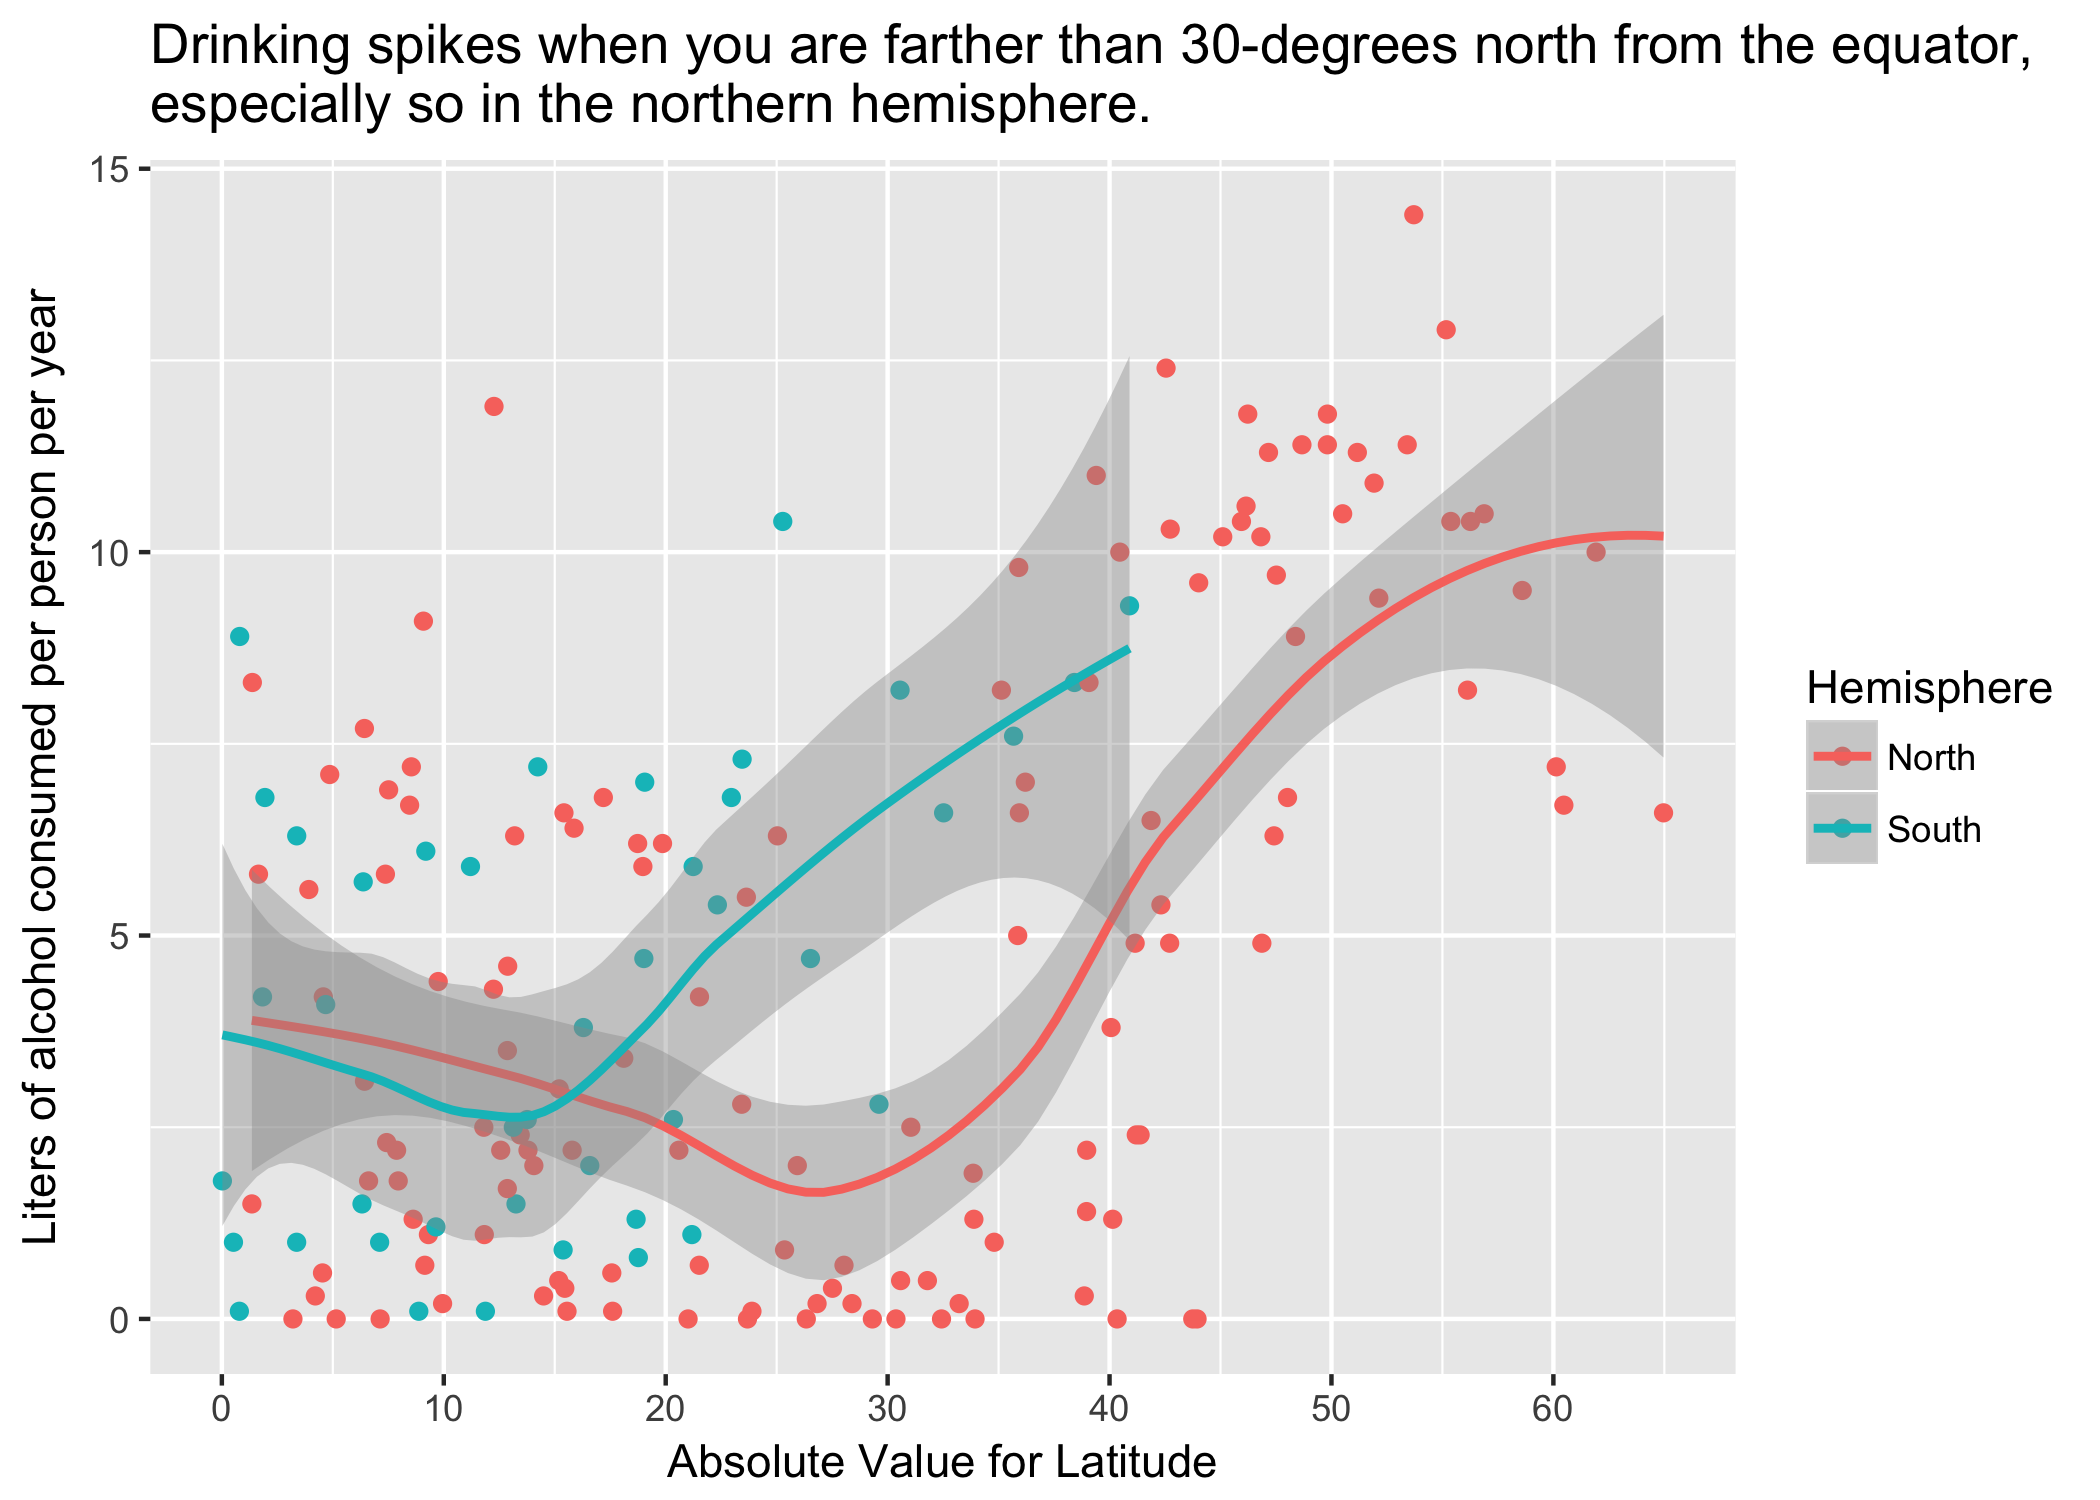 Drinking spikes when you are farther than 30-degrees north from the equator,
especially so in the northern hemisphere.
Liters of alcohol consumed per person per year
15
10
5
0
0 10 20 30 40 50 60
Absolute Value for Latitude
Hemisphere
North
South